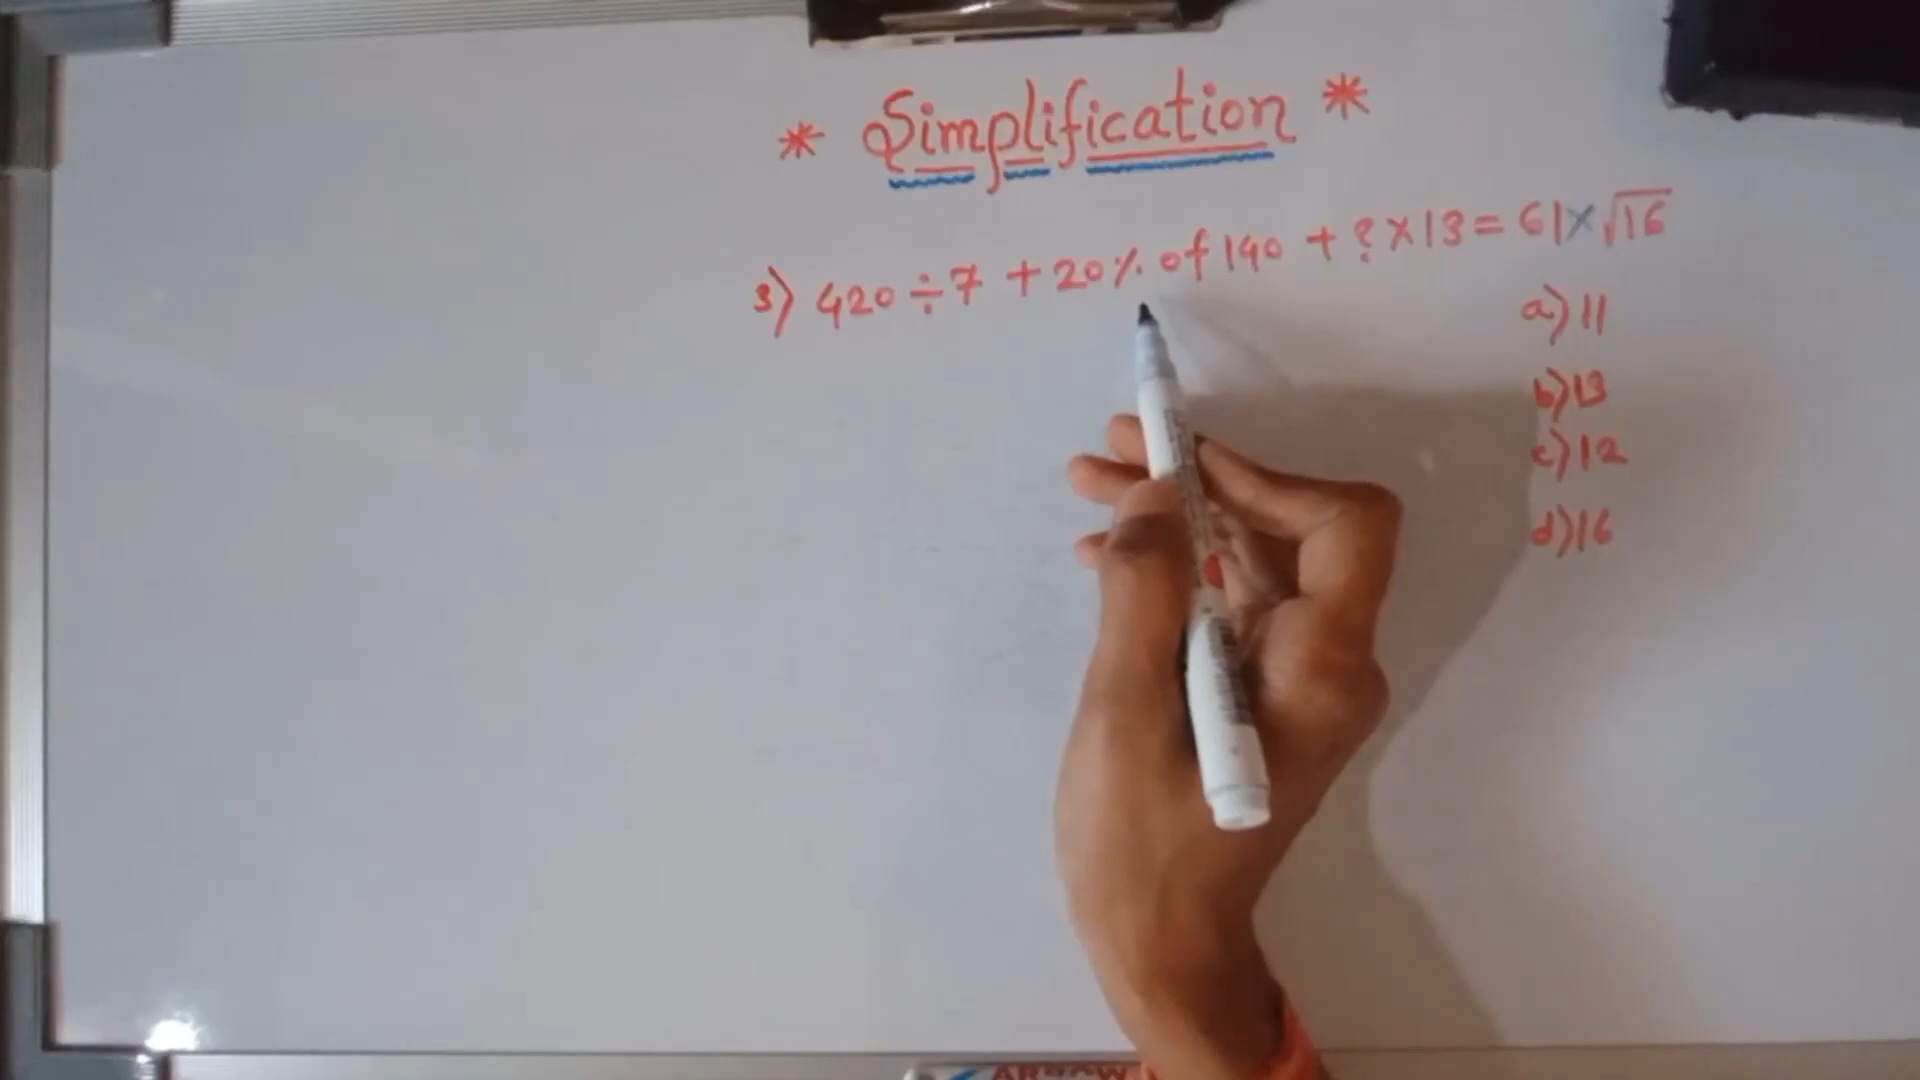 * Simplification *
3) 420 ÷ 7 + 20% of 140 + ? × 13 = 61 × √16
a) 11
b) 13
c) 12
d) 16